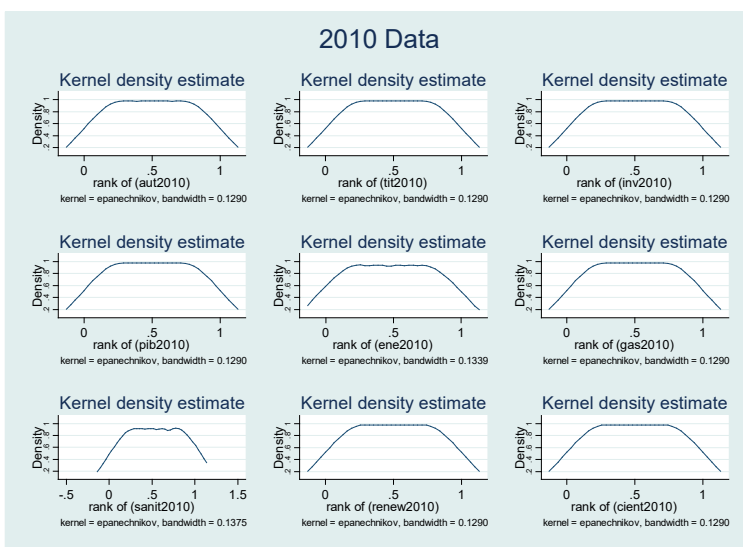 2010 Data
Kernel density estimate
Density
.2 .4 .6 .8 1
0 .5 1
rank of (aut2010)
kernel = epanechnikov, bandwidth = 0.1290
Kernel density estimate
Density
.2 .4 .6 .8 1
0 .5 1
rank of (tit2010)
kernel = epanechnikov, bandwidth = 0.1290
Kernel density estimate
Density
.2 .4 .6 .8 1
0 .5 1
rank of (inv2010)
kernel = epanechnikov, bandwidth = 0.1290
Kernel density estimate
Density
.2 .4 .6 .8 1
0 .5 1
rank of (pib2010)
kernel = epanechnikov, bandwidth = 0.1290
Kernel density estimate
Density
.2 .4 .6 .8 1
0 .5 1
rank of (ene2010)
kernel = epanechnikov, bandwidth = 0.1339
Kernel density estimate
Density
.2 .4 .6 .8 1
0 .5 1
rank of (gas2010)
kernel = epanechnikov, bandwidth = 0.1290
Kernel density estimate
Density
.2 .4 .6 .8 1
-.5 0 .5 1 1.5
rank of (sanit2010)
kernel = epanechnikov, bandwidth = 0.1375
Kernel density estimate
Density
.2 .4 .6 .8 1
0 .5 1
rank of (renew2010)
kernel = epanechnikov, bandwidth = 0.1290
Kernel density estimate
Density
.2 .4 .6 .8 1
0 .5 1
rank of (cient2010)
kernel = epanechnikov, bandwidth = 0.1290